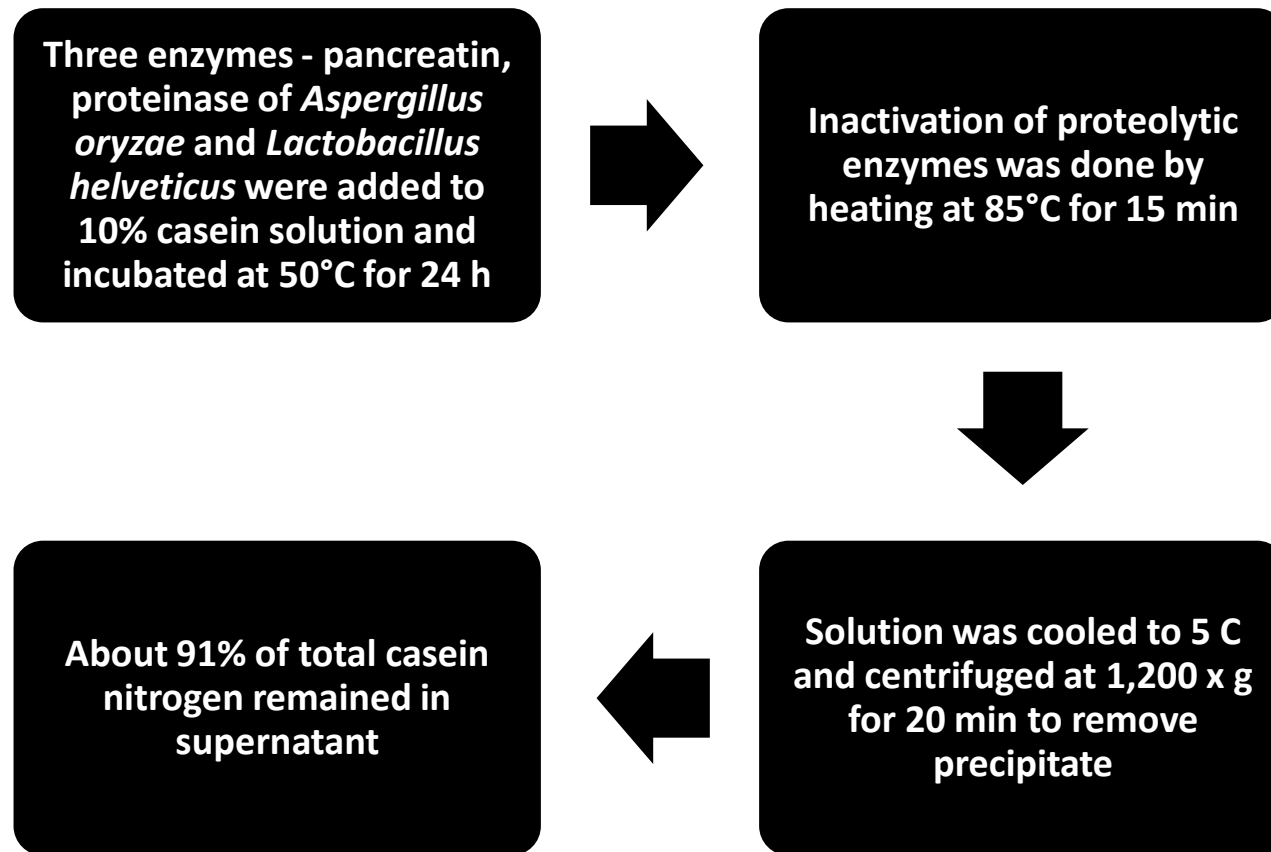 Three enzymes - pancreatin,
proteinase of Aspergillus
oryzae and Lactobacillus
helveticus were added to
10% casein solution and
incubated at 50°C for 24 h
Inactivation of proteolytic
enzymes was done by
heating at 85°C for 15 min
Solution was cooled to 5 C
and centrifuged at 1,200 x g
for 20 min to remove
precipitate
About 91% of total casein
nitrogen remained in
supernatant